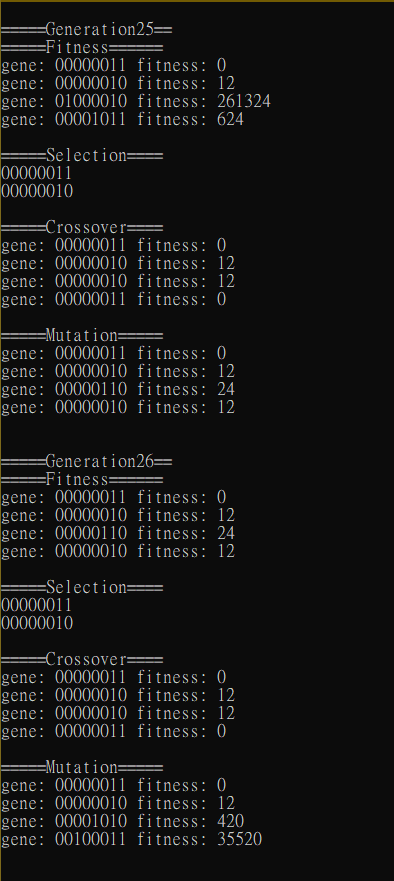 =====Generation25==
=====Fitness======
gene: 00000011 fitness: 0
gene: 00000010 fitness: 12
gene: 01000010 fitness: 261324
gene: 00001011 fitness: 624
=====Selection====
00000011
00000010
=====Crossover====
gene: 00000011 fitness: 0
gene: 00000010 fitness: 12
gene: 00000010 fitness: 12
gene: 00000011 fitness: 0
=====Mutation=====
gene: 00000011 fitness: 0
gene: 00000010 fitness: 12
gene: 00000110 fitness: 24
gene: 00000010 fitness: 12
=====Generation26==
=====Fitness======
gene: 00000011 fitness: 0
gene: 00000010 fitness: 12
gene: 00000110 fitness: 24
gene: 00000010 fitness: 12
=====Selection====
00000011
00000010
=====Crossover====
gene: 00000011 fitness: 0
gene: 00000010 fitness: 12
gene: 00000010 fitness: 12
gene: 00000011 fitness: 0
=====Mutation=====
gene: 00000011 fitness: 0
gene: 00000010 fitness: 12
gene: 00001010 fitness: 420
gene: 00100011 fitness: 35520